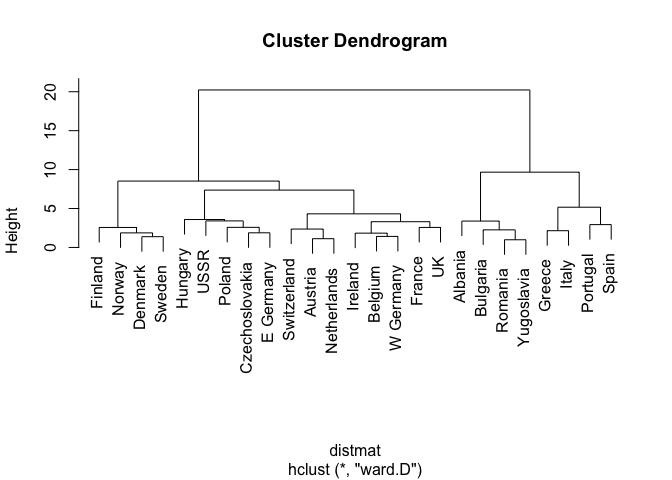 Cluster Dendrogram
Height
20
15
10
5
0
Finland
Norway
Denmark
Sweden
Hungary
USSR
Poland
Czechoslovakia
E Germany
Switzerland
Austria
Netherlands
Ireland
Belgium
W Germany
France
UK
Albania
Bulgaria
Romania
Yugoslavia
Greece
Italy
Portugal
Spain
distmat
hclust (*, "ward.D")